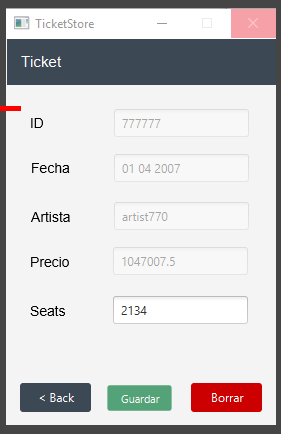 TicketStore
Ticket
ID 777777
Fecha 01 04 2007
Artista artist770
Precio 1047007.5
Seats 2134
< Back Guardar Borrar